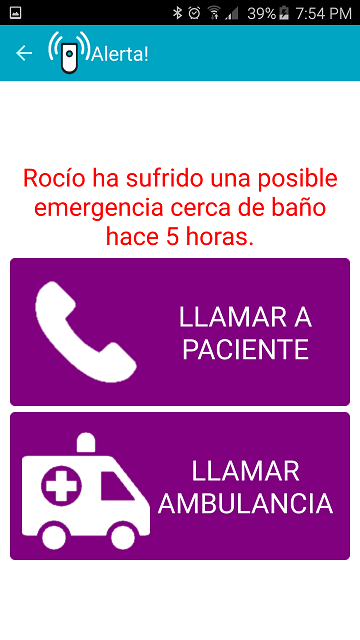 39% 7:54 PM
Alerta!
Rocío ha sufrido una posible
emergencia cerca de baño
hace 5 horas.
LLAMAR A
PACIENTE
LLAMAR
AMBULANCIA